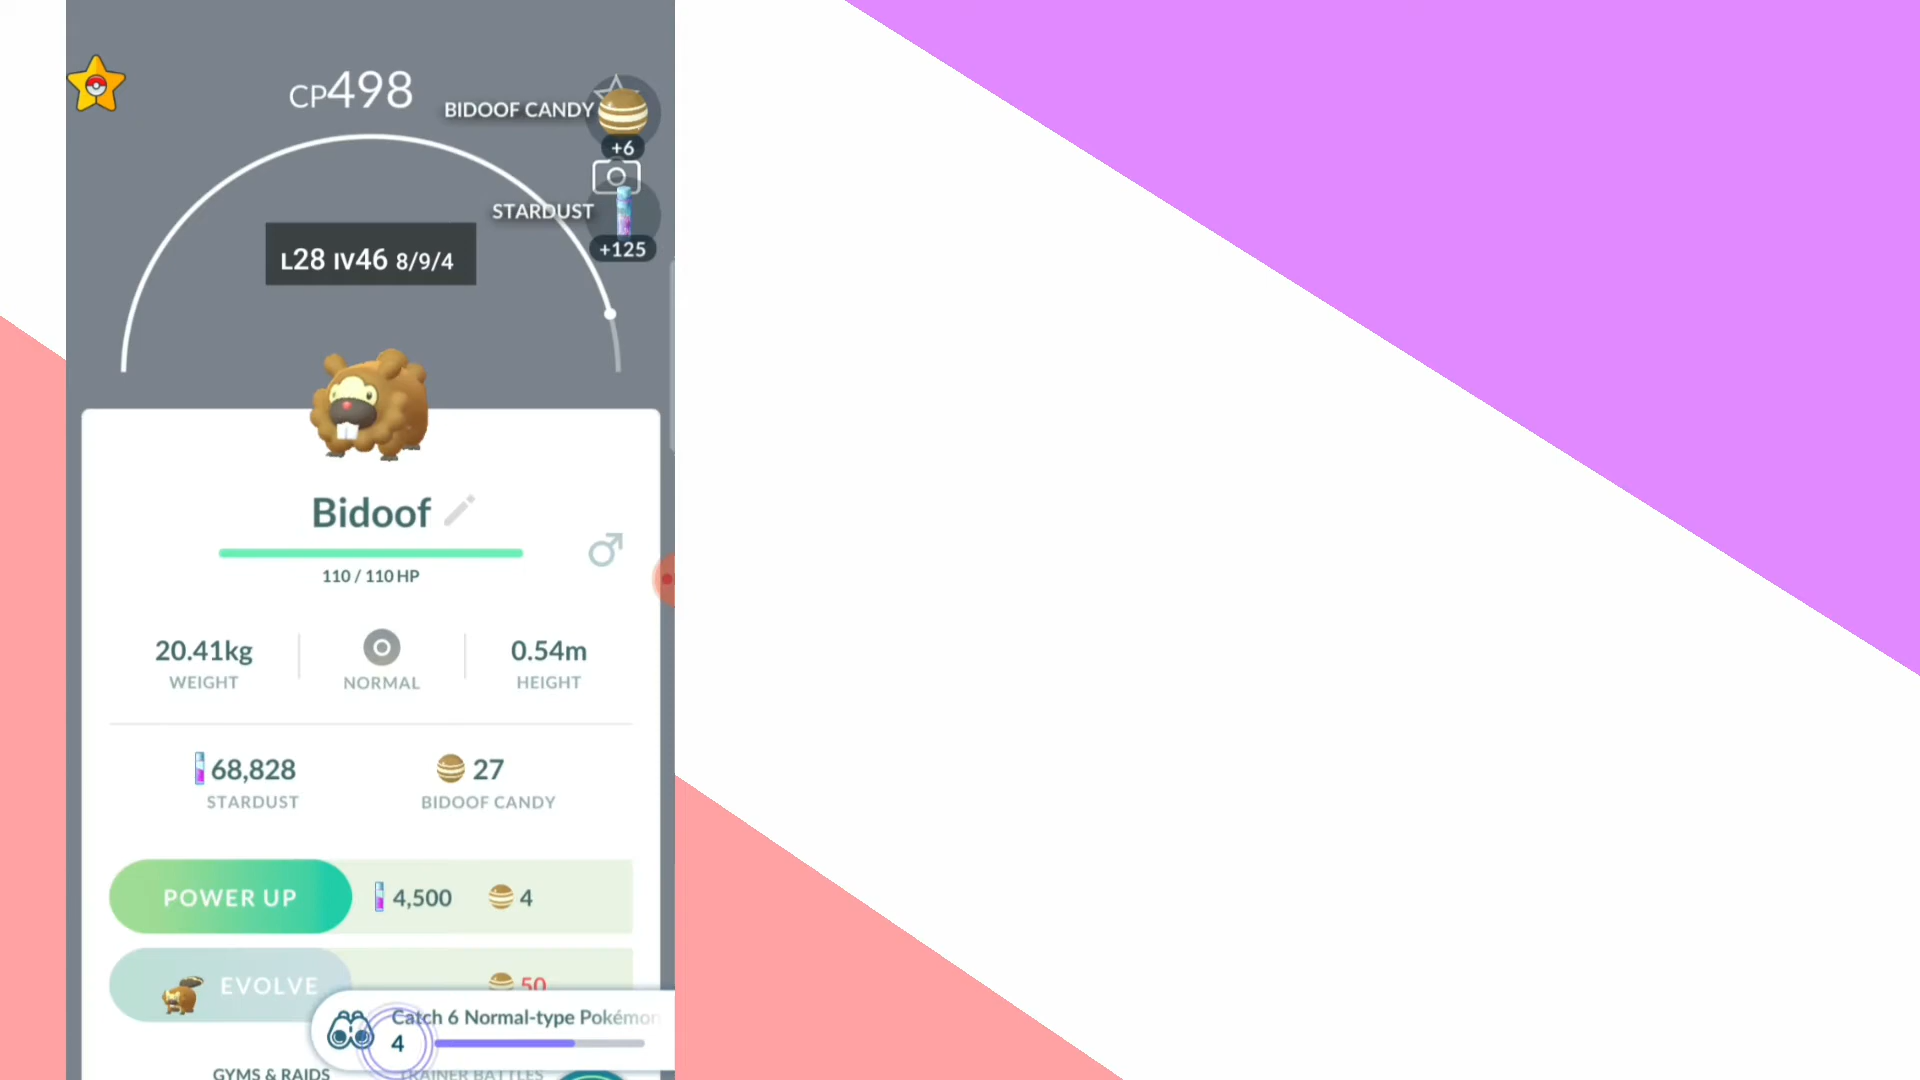 CP498
BIDOOF CANDY
+6
STARDUST
+125
L28 IV46 8/9/4
Bidoof
110 / 110 HP
20.41kg
WEIGHT
NORMAL
0.54m
HEIGHT
68,828
STARDUST
27
BIDOOF CANDY
POWER UP
4,500
4
EVOLVE
50
Catch 6 Normal-type Pokémon
4
GYMS & RAIDS
TRAINER BATTLES